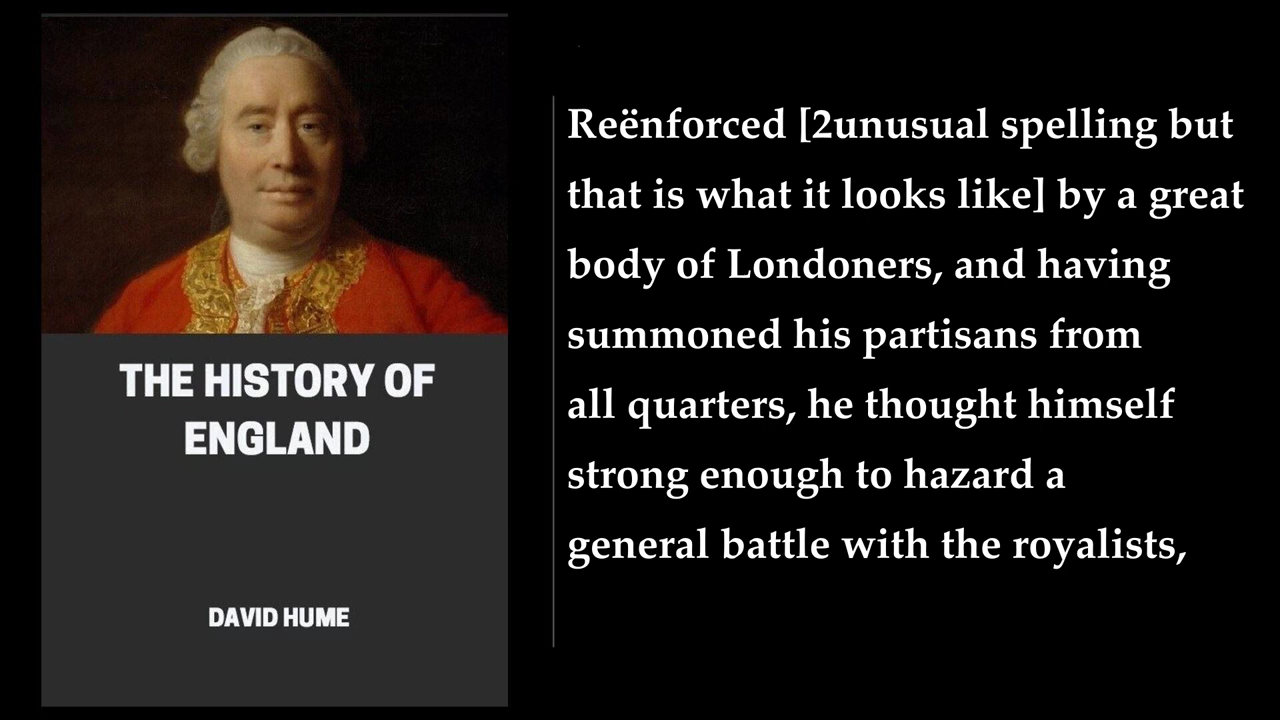 THE HISTORY OF
ENGLAND
DAVID HUME
Reënforced [2unusual spelling but
that is what it looks like] by a great
body of Londoners, and having
summoned his partisans from
all quarters, he thought himself
strong enough to hazard a
general battle with the royalists,